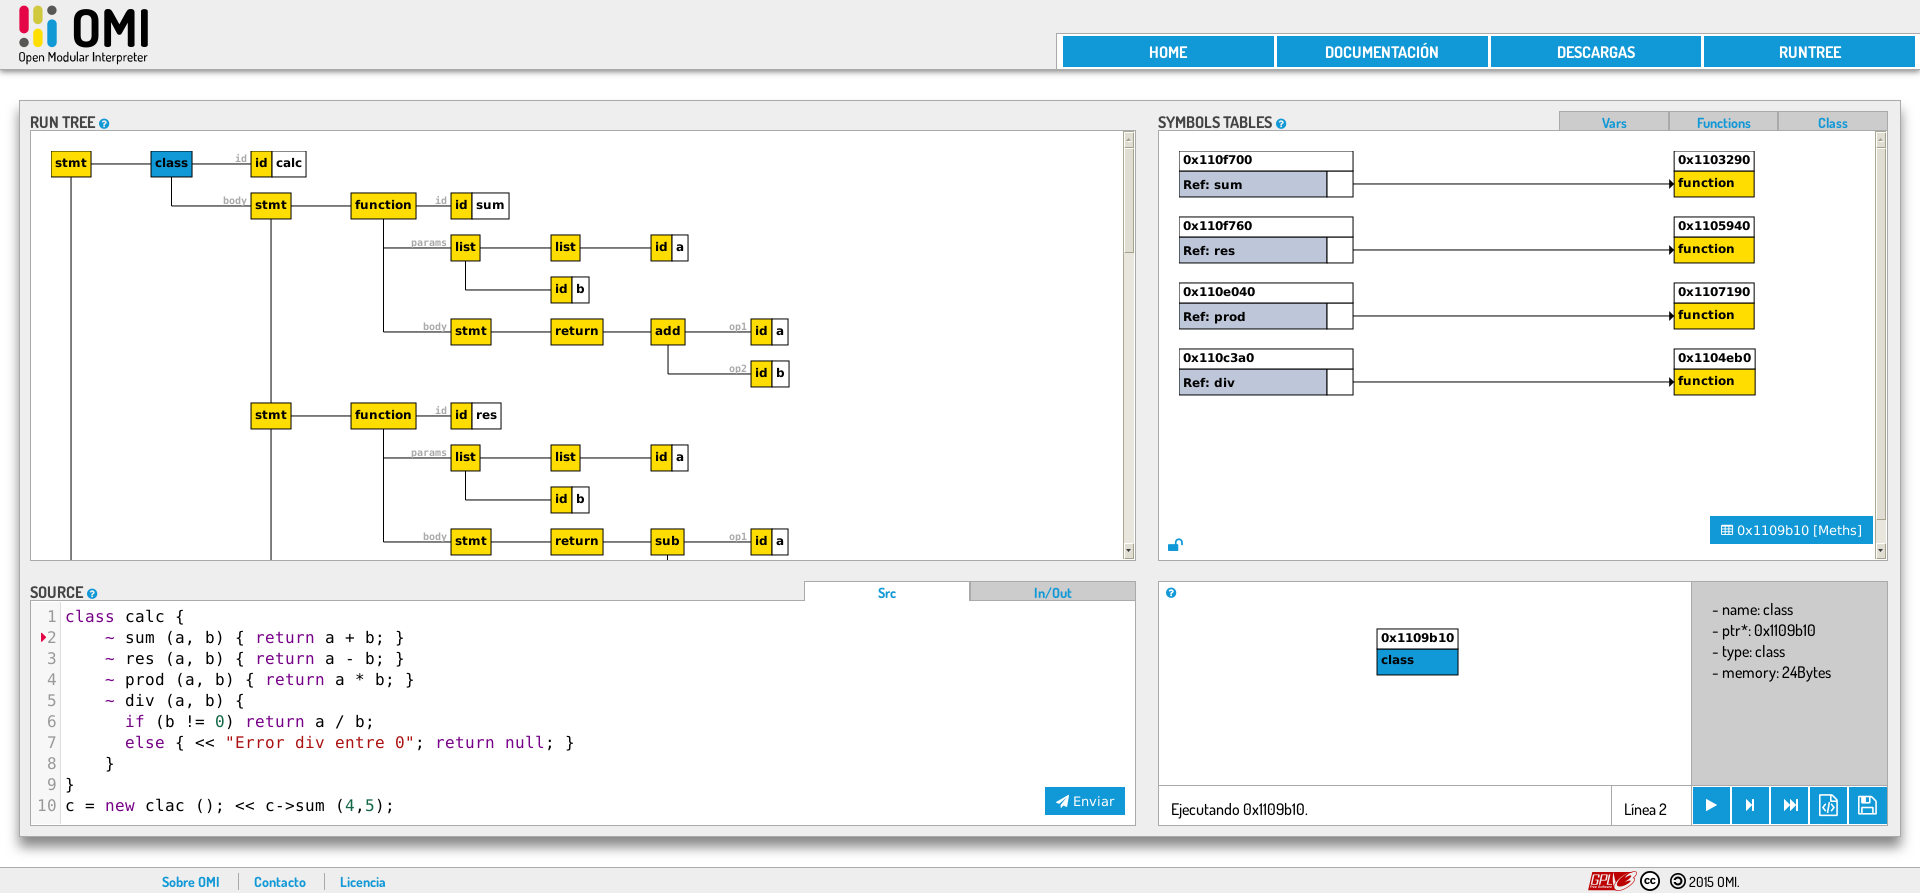 OMI
Open Modular Interpreter
HOME DOCUMENTACIÓN DESCARGAS RUNTREE
RUN TREE
stmt class id id calc
body stmt function id id sum
params list list id a
id b
body stmt return add op1 id a
op2 id b
stmt function id id res
params list list id a
id b
body stmt return sub op1 id a
SYMBOLS TABLES Vars Functions Class
0x110f700 0x1103290
Ref: sum function
0x110f760 0x1105940
Ref: res function
0x110e040 0x1107190
Ref: prod function
0x110c3a0 0x1104eb0
Ref: div function
0x1109b10 [Meths]
SOURCE Src In/Out
1 class calc {
2 ~ sum (a, b) { return a + b; }
3 ~ res (a, b) { return a - b; }
4 ~ prod (a, b) { return a * b; }
5 ~ div (a, b) {
6 if (b != 0) return a / b;
7 else { << "Error div entre 0"; return null; }
8 }
9 }
10 c = new clac (); << c->sum (4,5);
Enviar
0x1109b10
class
- name: class
- ptr*: 0x1109b10
- type: class
- memory: 24Bytes
Ejecutando 0x1109b10. Línea 2
Sobre OMI Contacto Licencia GPLv3 cc 2015 OMI.